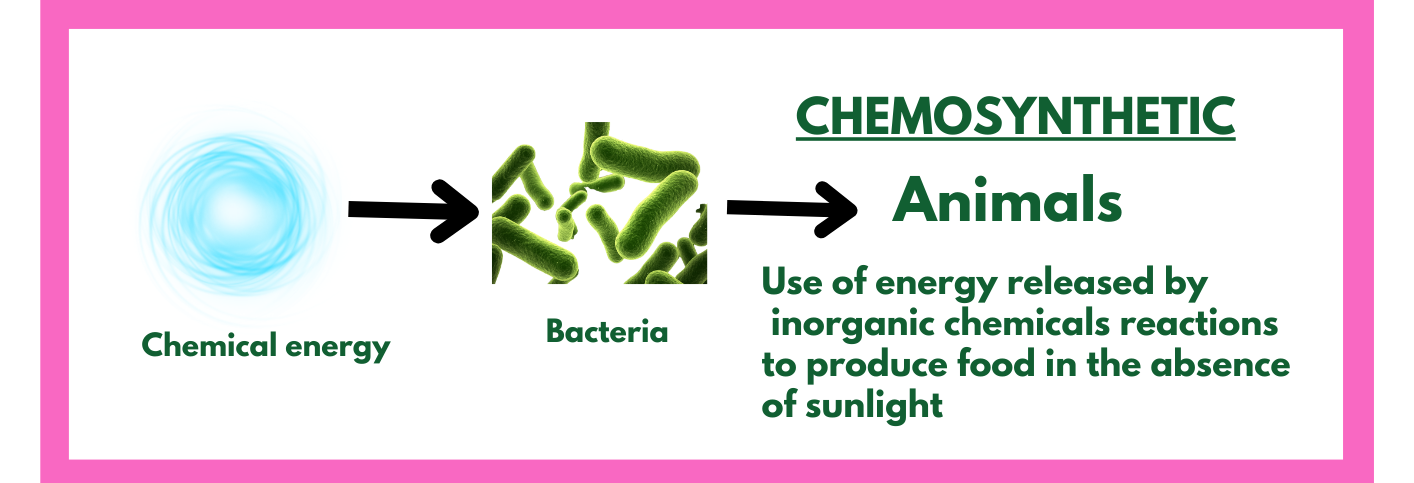 CHEMOSYNTHETIC
Animals
Use of energy released by
inorganic chemicals reactions
to produce food in the absence
of sunlight
Bacteria
Chemical energy